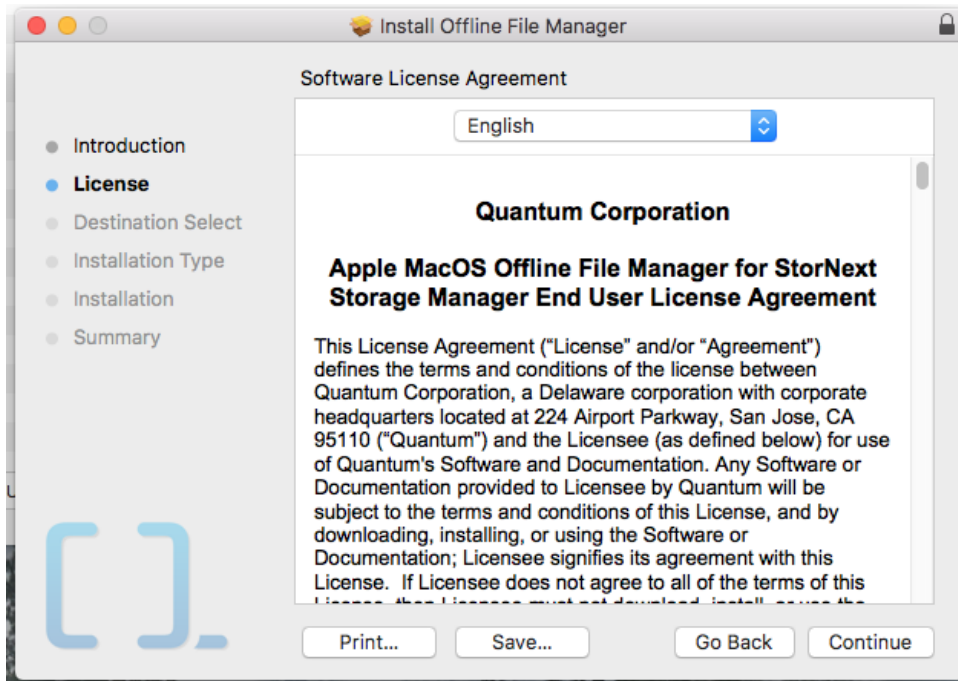 Install Offline File Manager
Software License Agreement
Introduction
License
Destination Select
Installation Type
Installation
Summary
English
Quantum Corporation
Apple MacOS Offline File Manager for StorNext
Storage Manager End User License Agreement
This License Agreement (“License” and/or “Agreement”)
defines the terms and conditions of the license between
Quantum Corporation, a Delaware corporation with corporate
headquarters located at 224 Airport Parkway, San Jose, CA
95110 (“Quantum”) and the Licensee (as defined below) for use
of Quantum's Software and Documentation. Any Software or
Documentation provided to Licensee by Quantum will be
subject to the terms and conditions of this License, and by
downloading, installing, or using the Software or
Documentation; Licensee signifies its agreement with this
License. If Licensee does not agree to all of the terms of this
Print...
Save...
Go Back
Continue